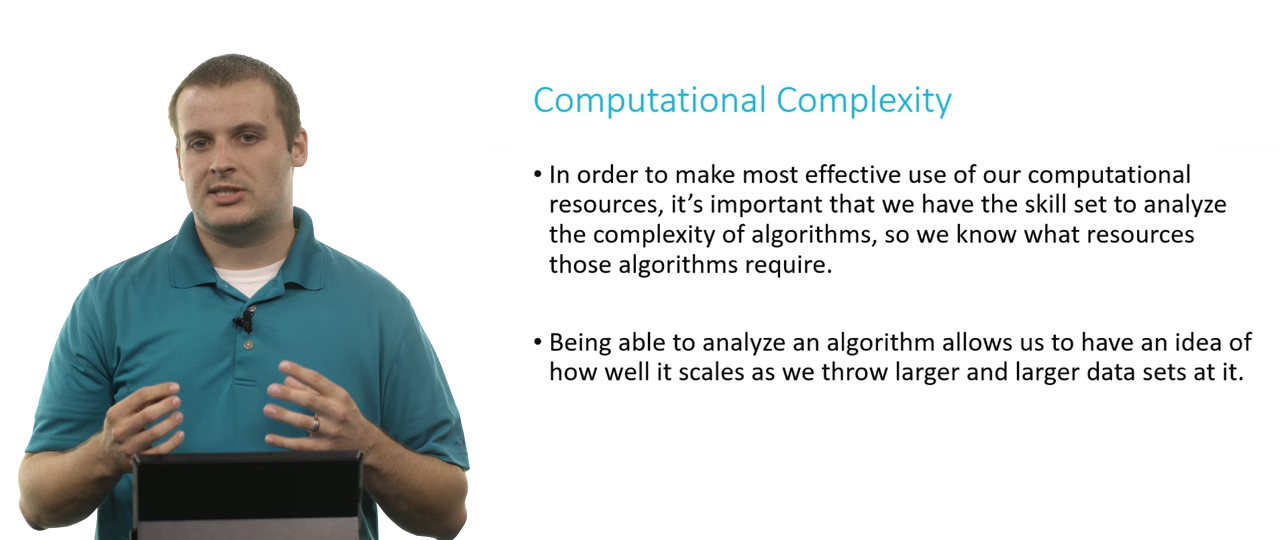 Computational Complexity
• In order to make most effective use of our computational
resources, it’s important that we have the skill set to analyze
the complexity of algorithms, so we know what resources
those algorithms require.
• Being able to analyze an algorithm allows us to have an idea of
how well it scales as we throw larger and larger data sets at it.